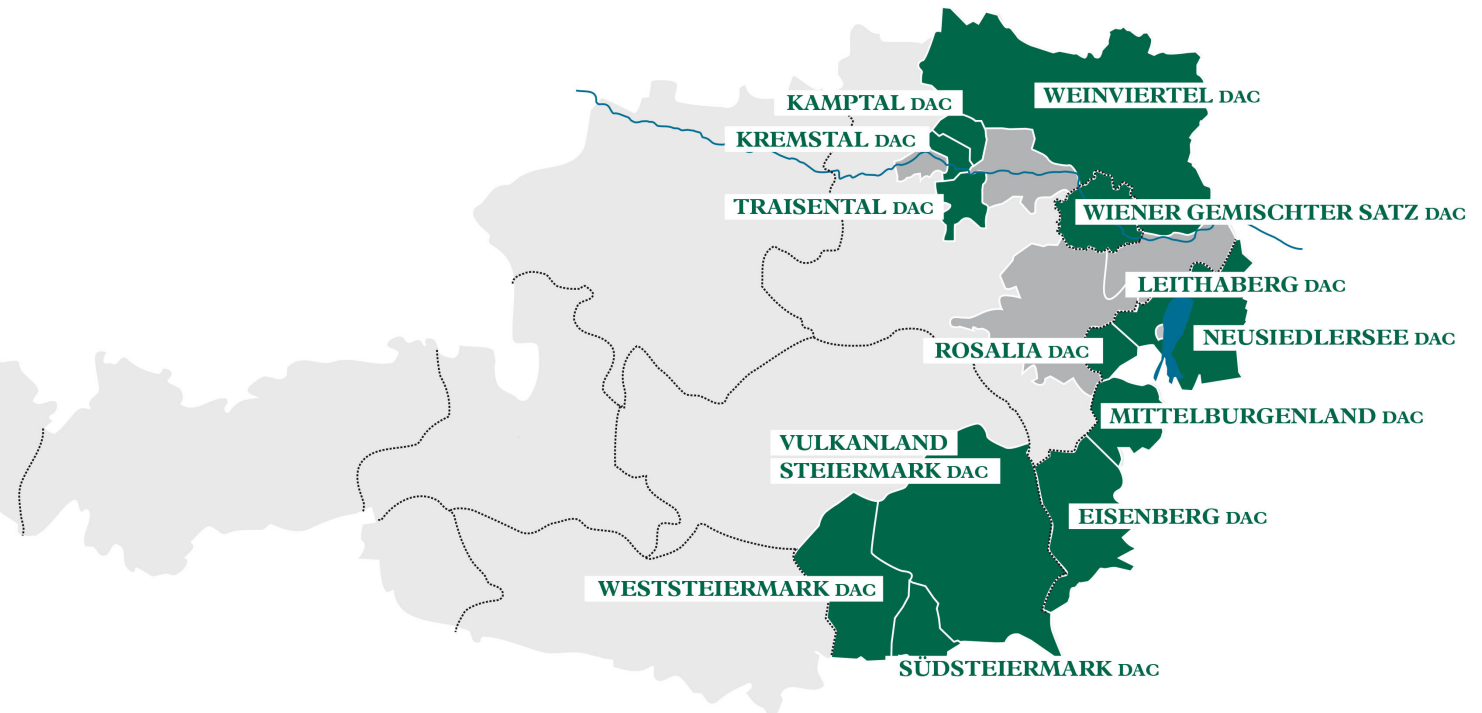 WEINVIERTEL DAC
KAMPTAL DAC
KREMSTAL DAC
TRAISENTAL DAC
WIENER GEMISCHTER SATZ DAC
LEITHABERG DAC
NEUSIEDLERSEE DAC
ROSALIA DAC
MITTELBURGENLAND DAC
VULKANLAND
STEIERMARK DAC
EISENBERG DAC
WESTSTEIERMARK DAC
SÜDSTEIERMARK DAC